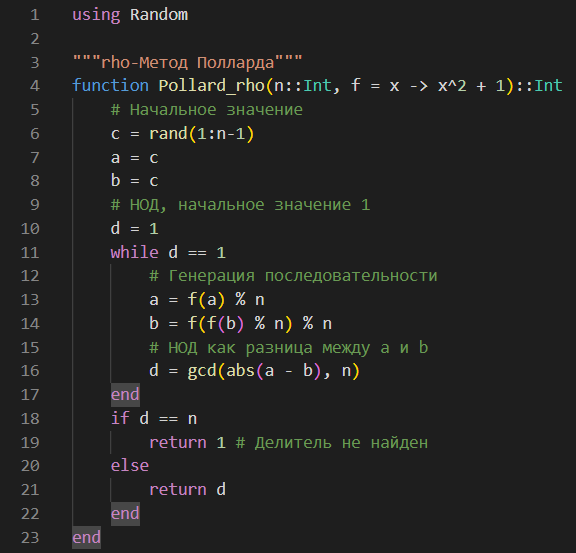 1 using Random
2
3 """rho-Метод Полларда"""
4 function Pollard_rho(n::Int, f = x -> x^2 + 1)::Int
5     # Начальное значение
6     c = rand(1:n-1)
7     a = c
8     b = c
9     # НОД, начальное значение 1
10     d = 1
11     while d == 1
12         # Генерация последовательности
13         a = f(a) % n
14         b = f(f(b) % n) % n
15         # НОД как разница между a и b
16         d = gcd(abs(a - b), n)
17     end
18     if d == n
19         return 1 # Делитель не найден
20     else
21         return d
22     end
23 end